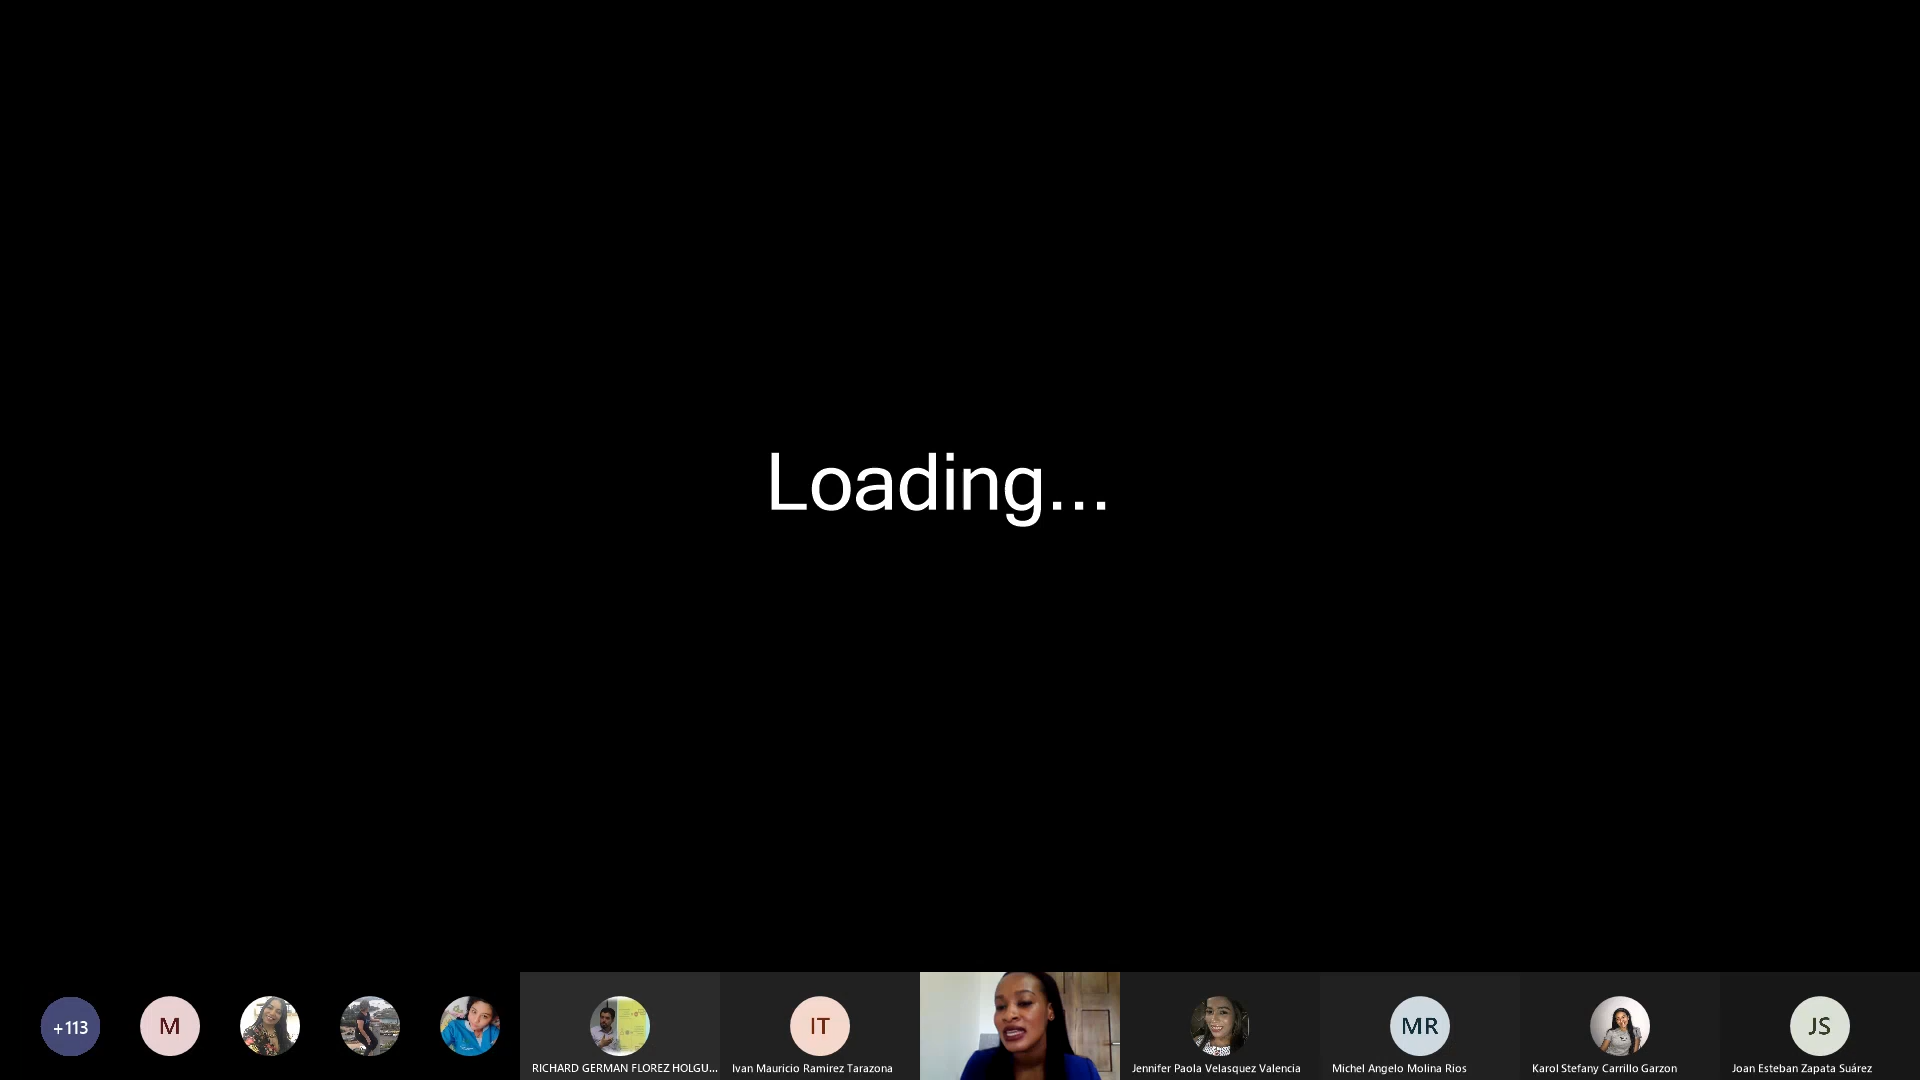 Loading...
+113
M
RICHARD GERMAN FLOREZ HOLGU...
IT
Ivan Mauricio Ramirez Tarazona
Jennifer Paola Velasquez Valencia
MR
Michel Angelo Molina Rios
Karol Stefany Carrillo Garzon
JS
Joan Esteban Zapata Suárez